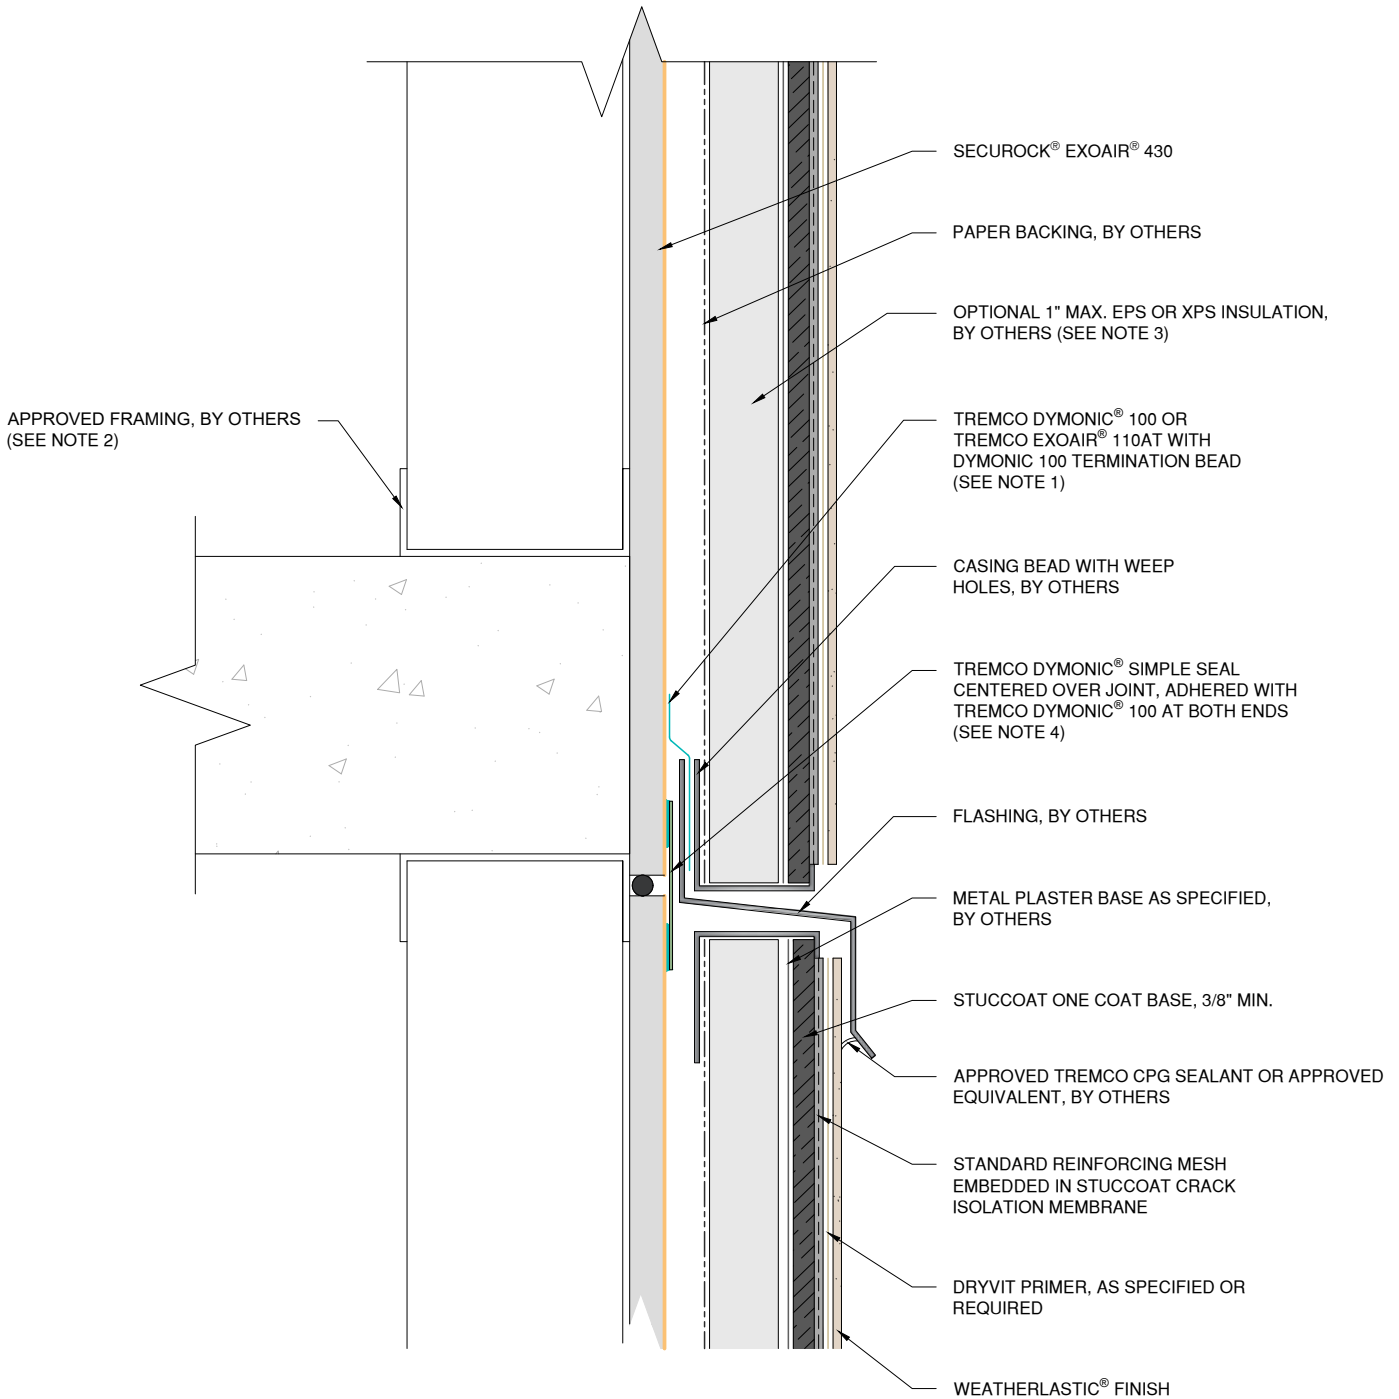 SECUROCK® EXOAIR® 430
PAPER BACKING, BY OTHERS
OPTIONAL 1" MAX. EPS OR XPS INSULATION,
BY OTHERS (SEE NOTE 3)
APPROVED FRAMING, BY OTHERS
(SEE NOTE 2)
TREMCO DYMONIC® 100 OR
TREMCO EXOAIR® 110AT WITH
DYMONIC 100 TERMINATION BEAD
(SEE NOTE 1)
CASING BEAD WITH WEEP
HOLES, BY OTHERS
TREMCO DYMONIC® SIMPLE SEAL
CENTERED OVER JOINT, ADHERED WITH
TREMCO DYMONIC® 100 AT BOTH ENDS
(SEE NOTE 4)
FLASHING, BY OTHERS
METAL PLASTER BASE AS SPECIFIED,
BY OTHERS
STUCCOAT ONE COAT BASE, 3/8" MIN.
APPROVED TREMCO CPG SEALANT OR APPROVED
EQUIVALENT, BY OTHERS
STANDARD REINFORCING MESH
EMBEDDED IN STUCCOAT CRACK
ISOLATION MEMBRANE
DRYVIT PRIMER, AS SPECIFIED OR
REQUIRED
WEATHERLASTIC® FINISH